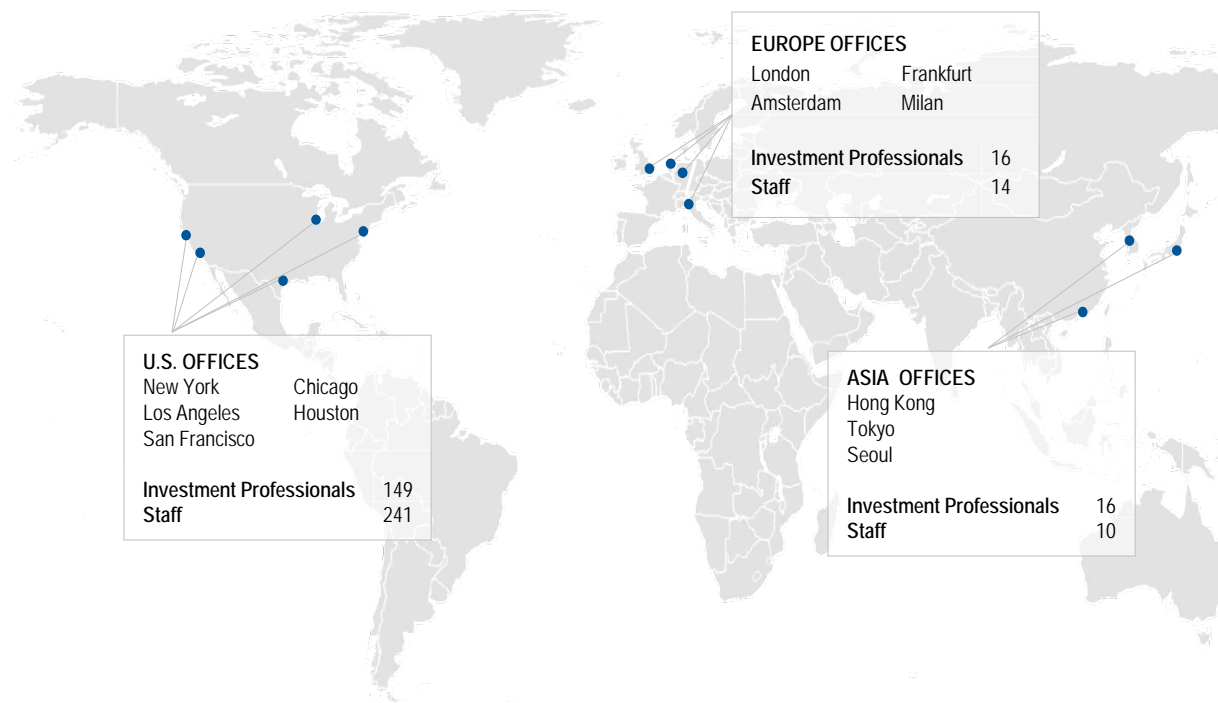 EUROPE OFFICES
London Frankfurt
Amsterdam Milan
Investment Professionals 16
Staff 14
U.S. OFFICES
New York Chicago
Los Angeles Houston
San Francisco
Investment Professionals 149
Staff 241
ASIA OFFICES
Hong Kong
Tokyo
Seoul
Investment Professionals 16
Staff 10